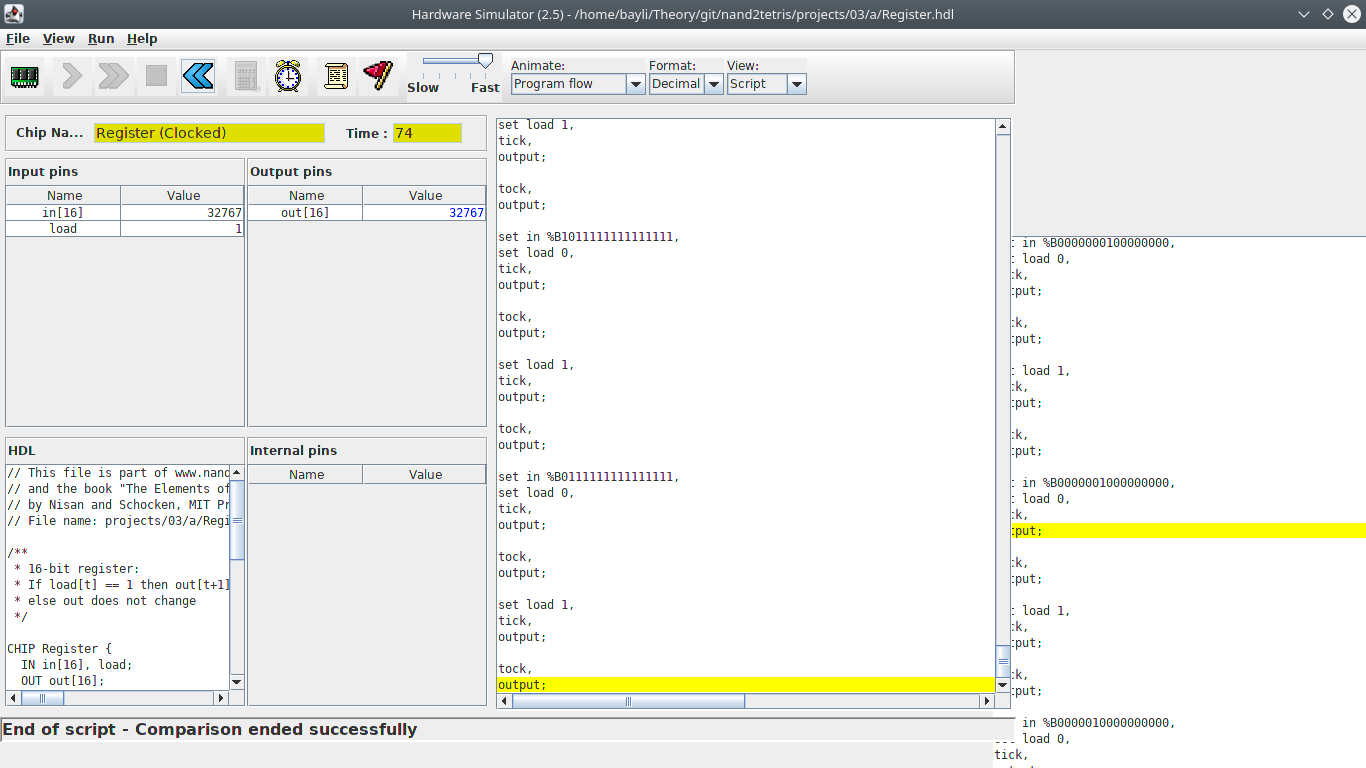 Hardware Simulator (2.5) - /home/bayli/Theory/git/nand2tetris/projects/03/a/Register.hdl
File View Run Help
Slow Fast
Animate:
Program flow
Format:
Decimal
View:
Script
Chip Na... Register (Clocked) Time : 74
Input pins
Name Value
in[16] 32767
load 1
Output pins
Name Value
out[16] 32767
HDL
// This file is part of www.nand
// and the book "The Elements of
// by Nisan and Schocken, MIT Pr
// File name: projects/03/a/Regi
/**
* 16-bit register:
* If load[t] == 1 then out[t+1]
* else out does not change
*/
CHIP Register {
IN in[16], load;
OUT out[16];
Internal pins
Name Value
set load 1,
tick,
output;
tock,
output;
set in %B1011111111111111,
set load 0,
tick,
output;
tock,
output;
set load 1,
tick,
output;
tock,
output;
set in %B0111111111111111,
set load 0,
tick,
output;
tock,
output;
set load 1,
tick,
output;
tock,
output;
in %B0000000100000000,
load 0,
ck,
put;
ck,
put;
load 1,
ck,
put;
ck,
put;
in %B0000001000000000,
load 0,
ck,
put;
ck,
put;
load 1,
ck,
put;
ck,
put;
in %B0000010000000000,
load 0,
tick,
End of script - Comparison ended successfully